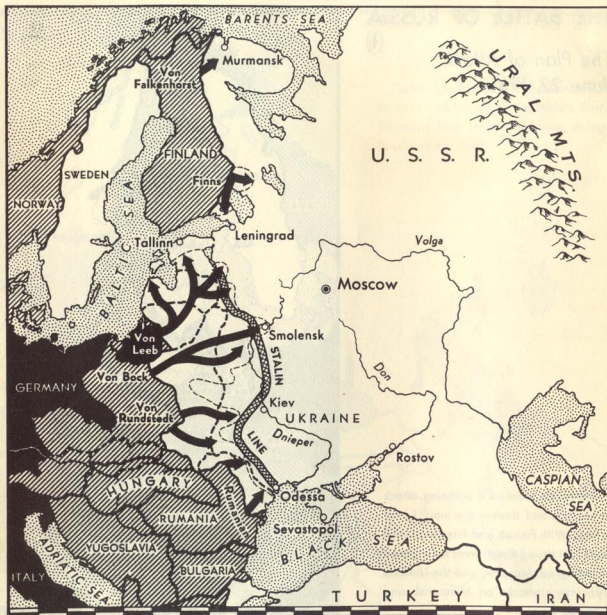 BARENTS SEA
Murmansk
Von
Falkenhorst
URAL MTS
U. S. S. R.
FINLAND
SWEDEN
Finns
NORWAY
BALTIC SEA
Leningrad
Tallinn
Volga
Moscow
Von
Leeb
Smolensk
STALIN
LINE
Don
Von Bock
GERMANY
Von
Rundstedt
Kiev
UKRAINE
Dnieper
Rostov
HUNGARY
CASPIAN
SEA
Rumanian
Odessa
RUMANIA
Sevastopol
YUGOSLAVIA
BLACK SEA
ADRIATIC SEA
BULGARIA
ITALY
TURKEY
IRAN